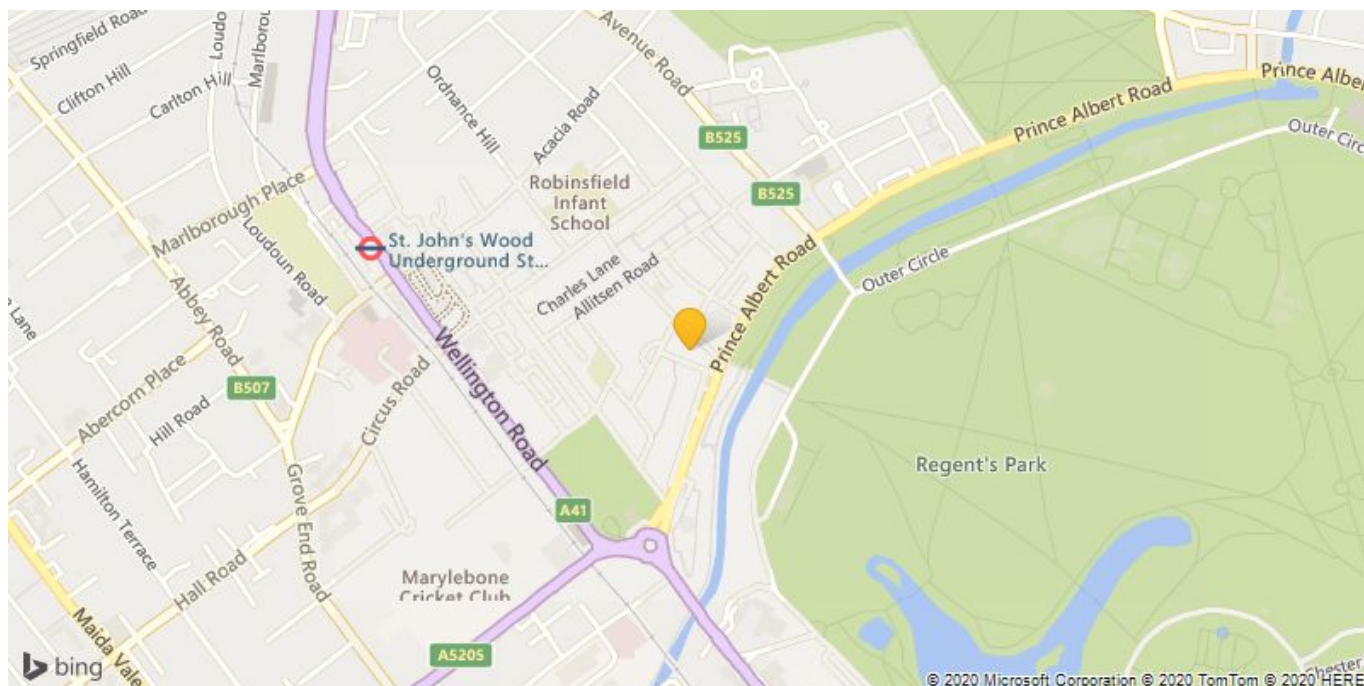 Springfield Road
Loudo
Marlborough
Clifton Hill
Carlton Hill
Avenue Road
Ordnance Hill
Acacia Road
B525
B525
Prince Albert Road
Prince Alber
Outer Circ
Robinsfield
Infant
School
Marlborough Place
Loudoun Road
St. John's Wood
Underground St...
Charles Lane
Allitsen Road
Outer Circle
Prince Albert Road
Abbey Road
Lane
B507
Abercorn Place
Hill Road
Circus Road
Wellington Road
Regent's Park
Hamilton Terrace
Grove End Road
A41
Hall Road
Marylebone
Cricket Club
Maida Vale
A5205
bing
Chester
© 2020 Microsoft Corporation © 2020 TomTom © 2020 HERE